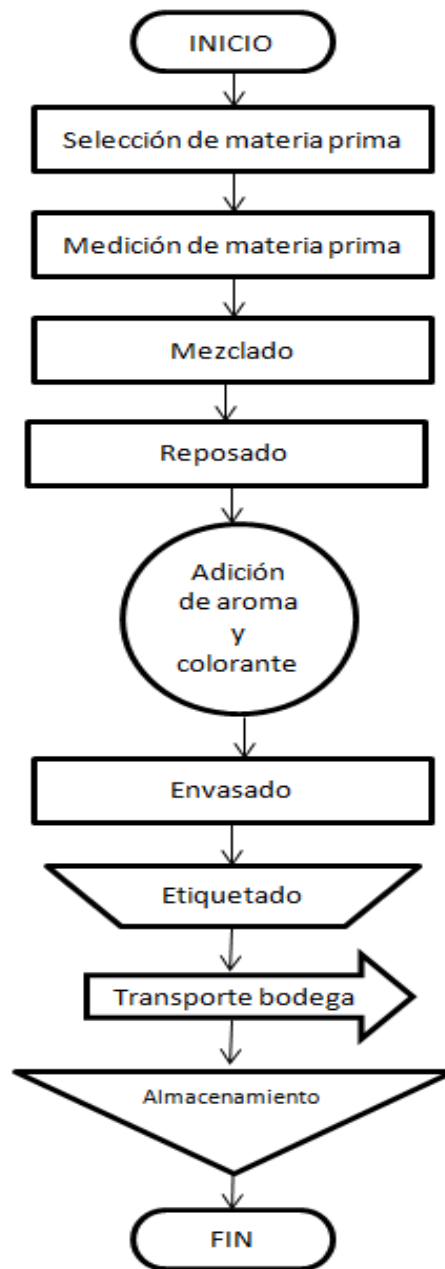 INICIO
Selección de materia prima
Medición de materia prima
Mezclado
Reposado
Adición
de aroma
y
colorante
Envasado
Etiquetado
Transporte bodega
Almacenamiento
FIN